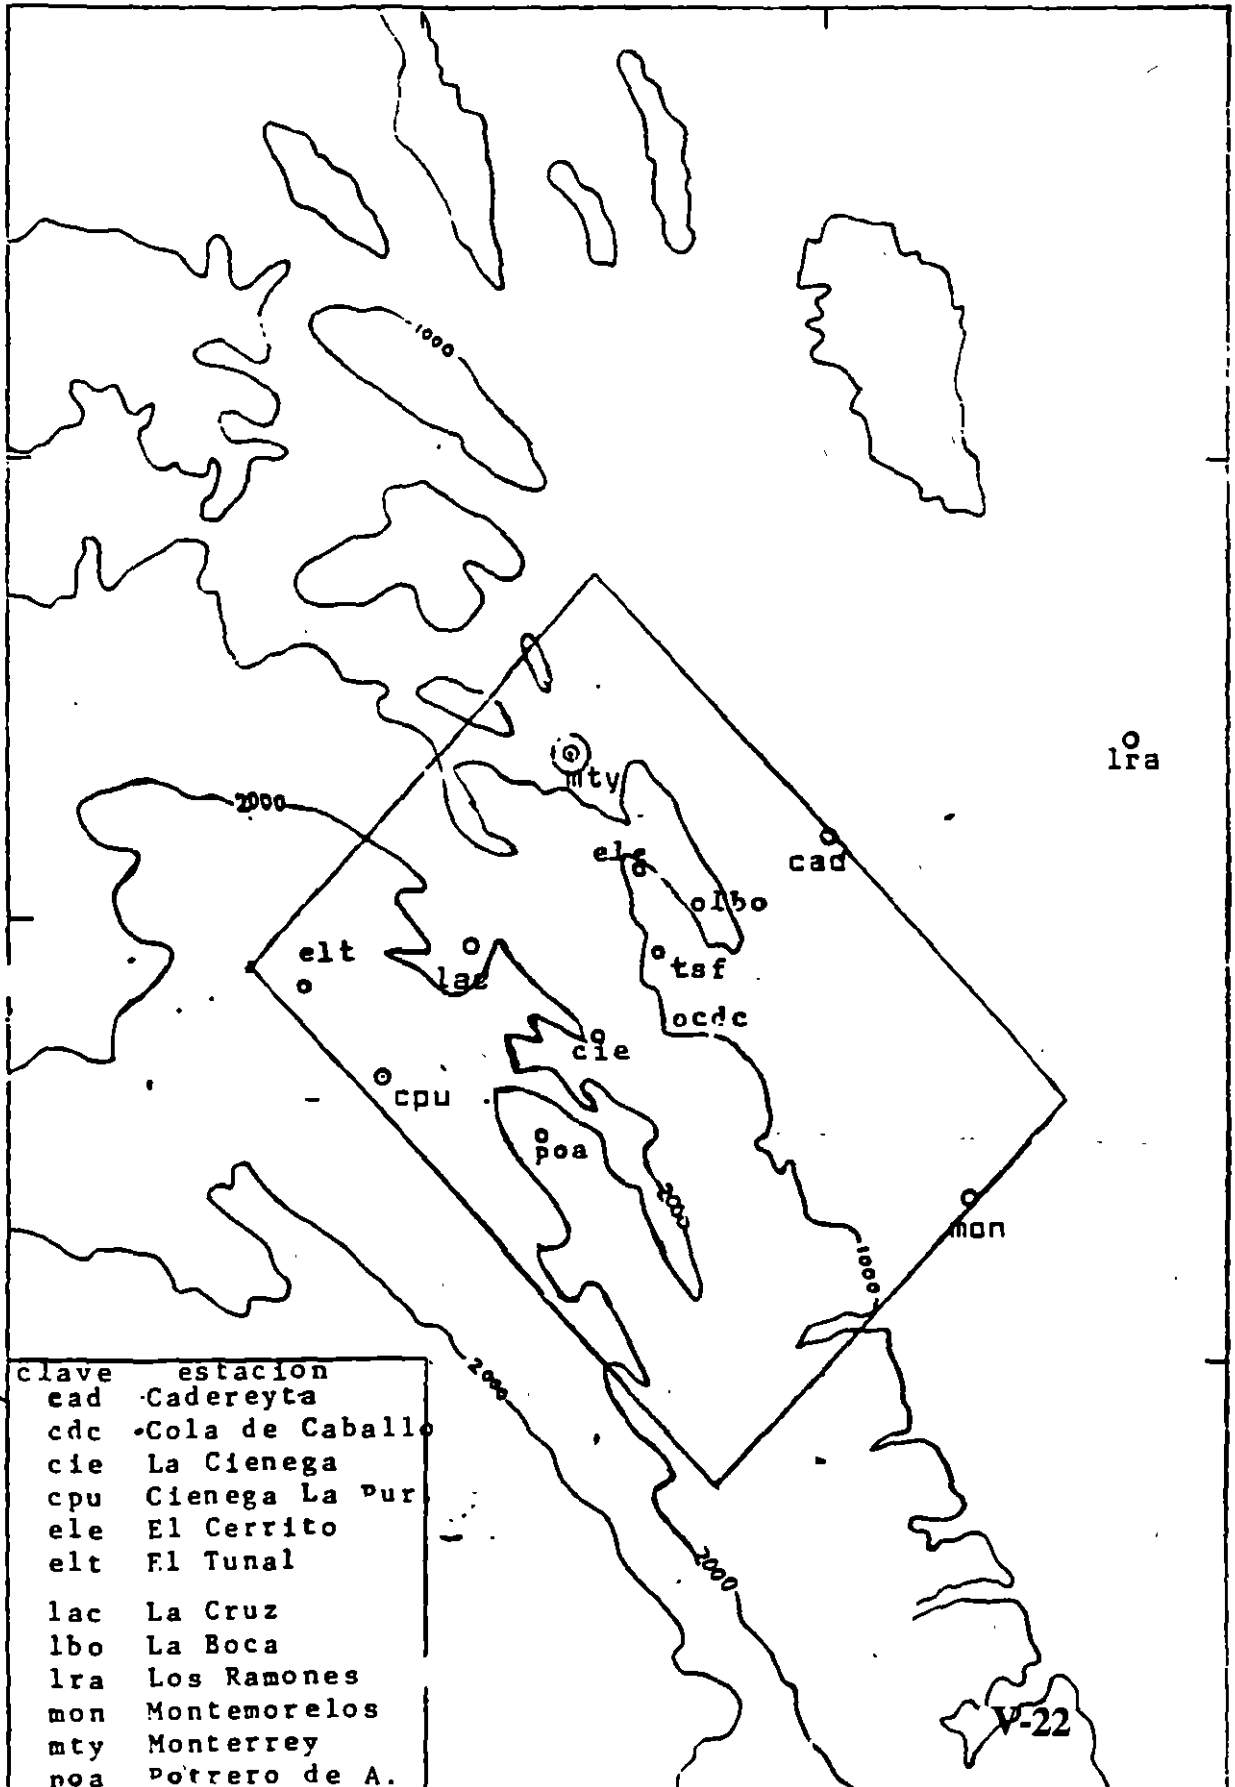 1000
lra
mty
2000
ele
cad
lbo
elt
lac
tsf
cdc
cie
cpu
poa
2000
mon
1000
clave estacion
cad Cadereyta
cdc Cola de Caballo
cie La Cienega
cpu Cienega La Pur
ele El Cerrito
elt El Tunal
lac La Cruz
lbo La Boca
lra Los Ramones
mon Montemorelos
mty Monterrey
poa Potrero de A.
2000
2000
V-22